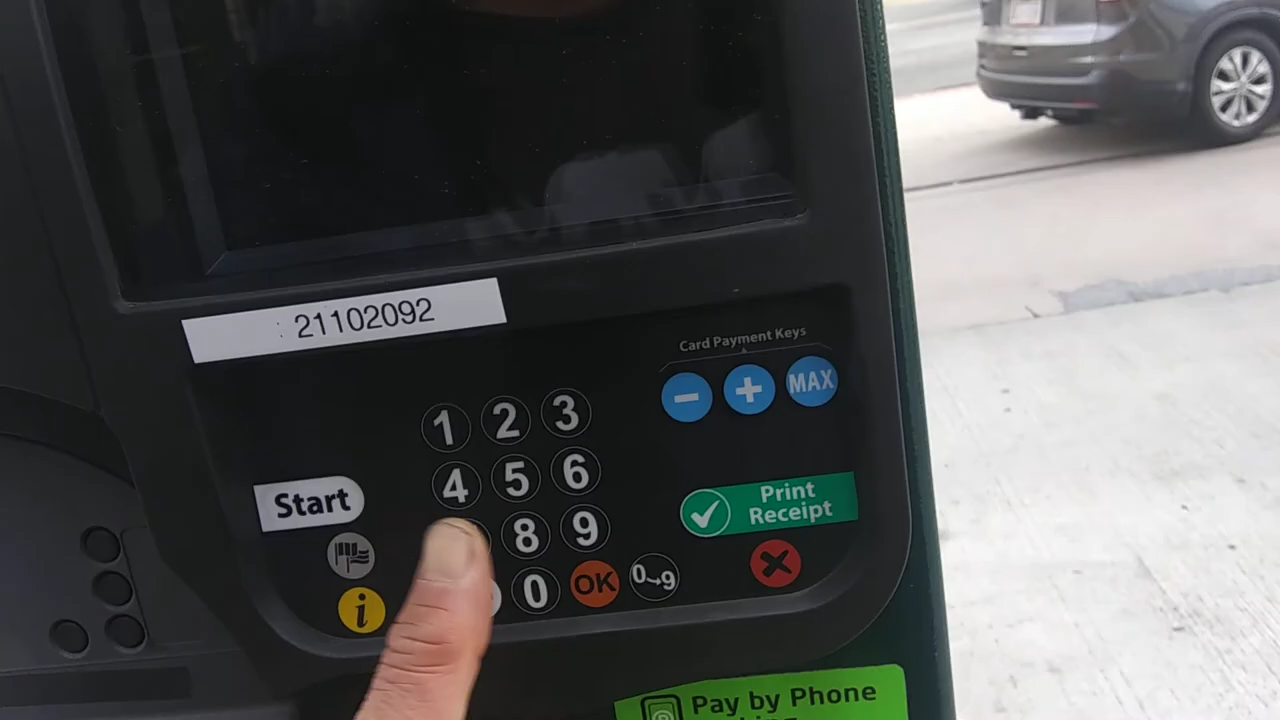 21102092
Card Payment Keys
− + MAX
1 2 3
4 5 6
Start
8 9
Print
Receipt
i
0 OK 0→9
Pay by Phone